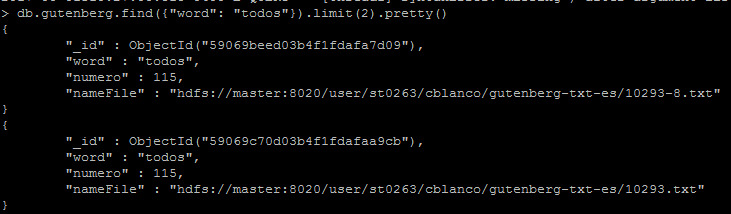 > db.gutenberg.find({"word": "todos"}).limit(2).pretty()
{
"_id" : ObjectId("59069beed03b4f1fdafa7d09"),
"word" : "todos",
"numero" : 115,
"nameFile" : "hdfs://master:8020/user/st0263/cblanco/gutenberg-txt-es/10293-8.txt"
}
{
"_id" : ObjectId("59069c70d03b4f1fdafaa9cb"),
"word" : "todos",
"numero" : 115,
"nameFile" : "hdfs://master:8020/user/st0263/cblanco/gutenberg-txt-es/10293.txt"
}